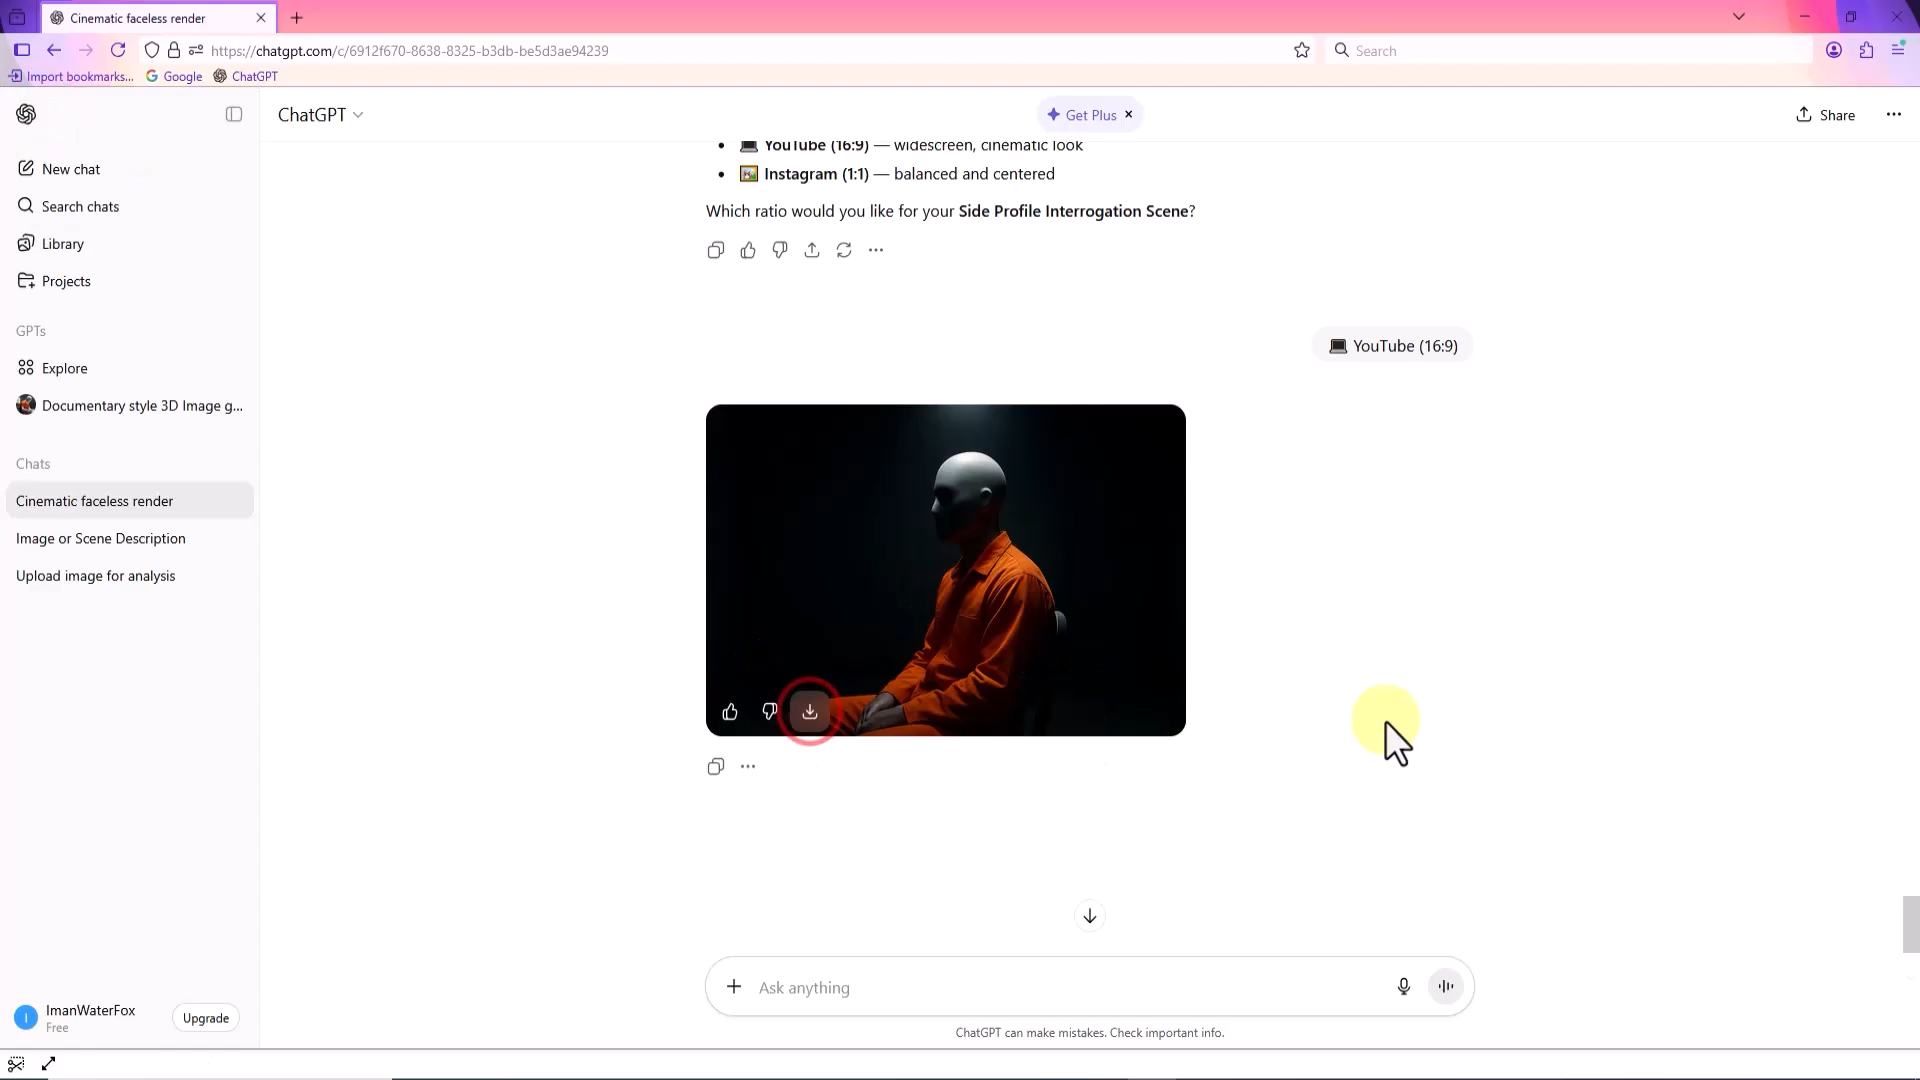 Cinematic faceless render
https://chatgpt.com/c/6912f670-8638-8325-b3db-be5d3ae94239
Search
Import bookmarks...
Google
ChatGPT
ChatGPT
Get Plus
Share
New chat
Search chats
Library
Projects
GPTs
Explore
Documentary style 3D Image g...
Chats
Cinematic faceless render
Image or Scene Description
Upload image for analysis
• 💻 YouTube (16:9) — widescreen, cinematic look
• 🖼️ Instagram (1:1) — balanced and centered
Which ratio would you like for your Side Profile Interrogation Scene?
💻 YouTube (16:9)
Ask anything
ChatGPT can make mistakes. Check important info.
I
ImanWaterFox
Free
Upgrade